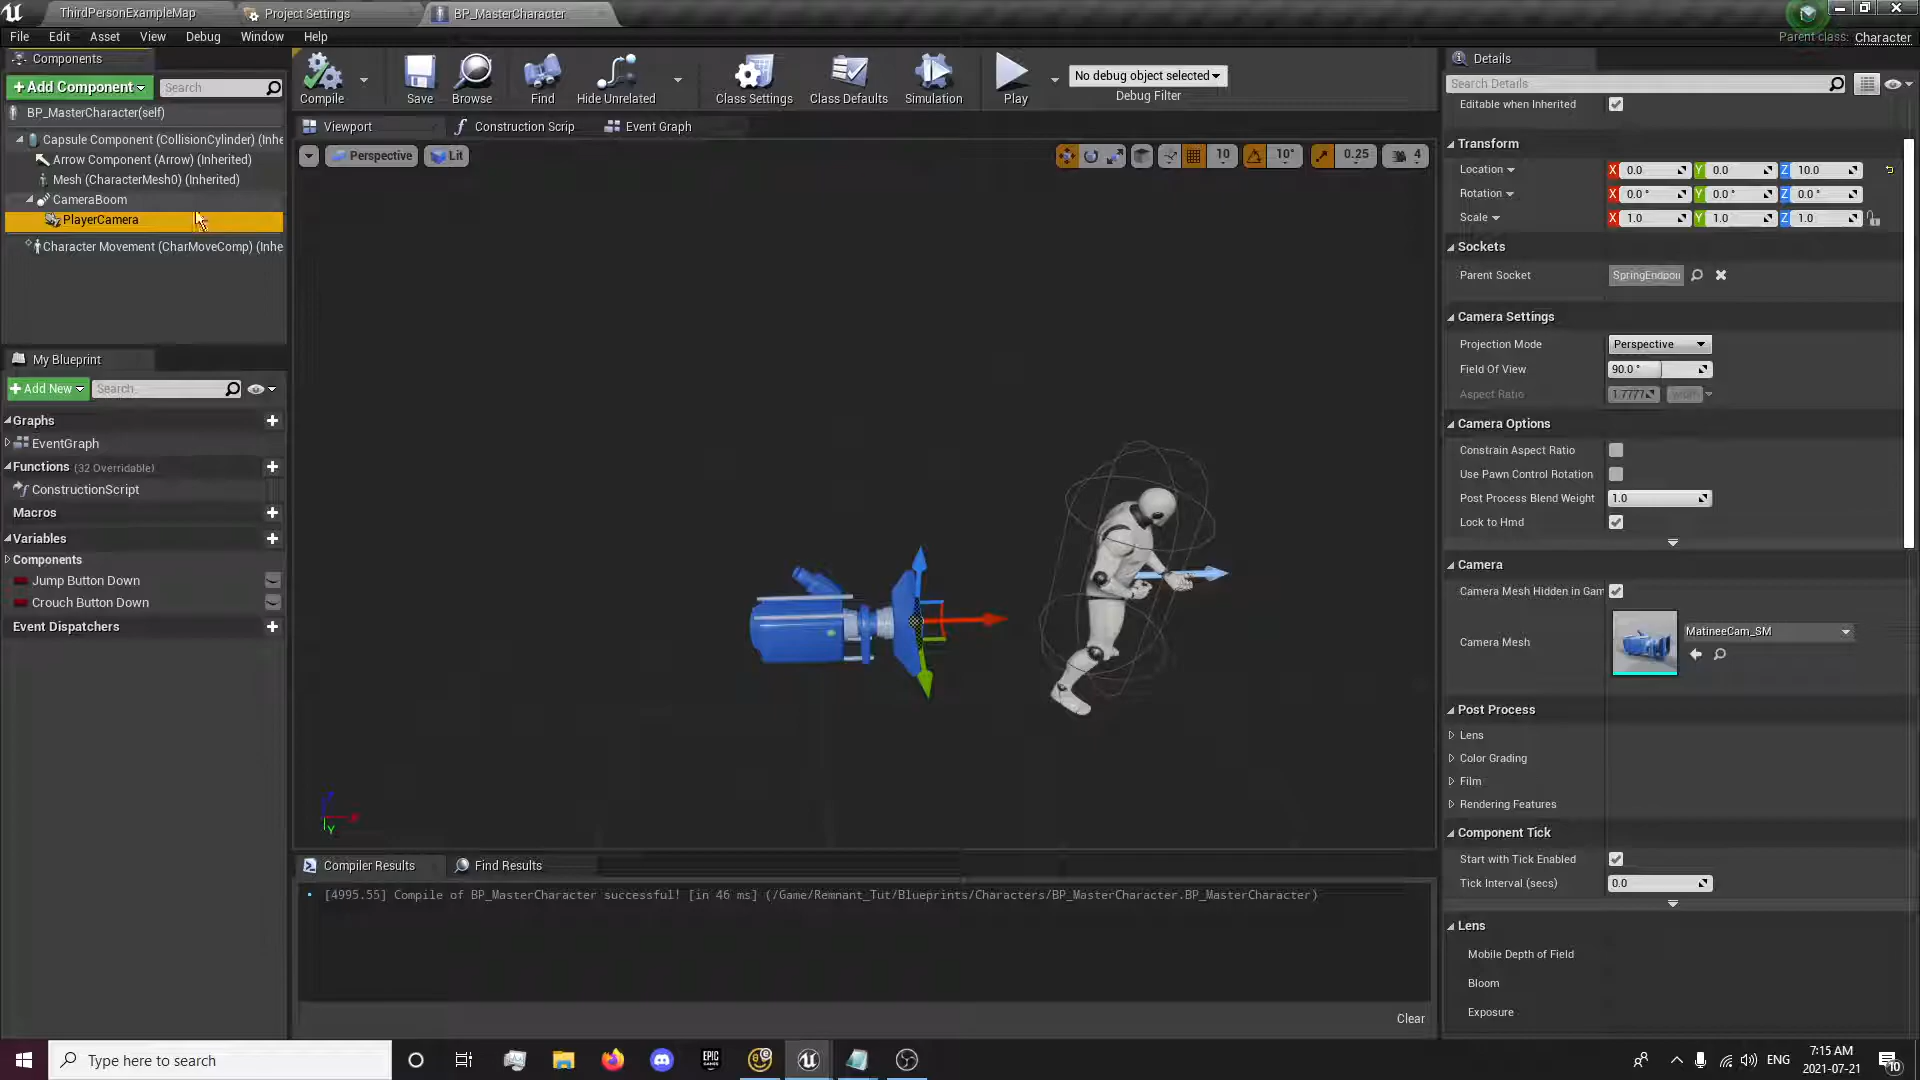 ThirdPersonExampleMap
Project Settings
BP_MasterCharacter
File Edit Asset View Window Debug Help
Parent class: Character
Components
+Add Component
Search
BP_MasterCharacter(self)
Capsule Component (CollisionCylinder) (Inhe
Arrow Component (Arrow) (Inherited)
Mesh (CharacterMesh0) (Inherited)
CameraBoom
PlayerCamera
Character Movement (CharMoveComp) (Inhe
My Blueprint
+Add New
Search
Graphs
EventGraph
Functions (32 Overridable)
ConstructionScript
Macros
Variables
Components
Jump Button Down
Crouch Button Down
Event Dispatchers
Compile
Save
Browse
Find
Hide Unrelated
Class Settings
Class Defaults
Simulation
Play
No debug object selected
Debug Filter
Viewport
Construction Scrip
Event Graph
Perspective
Lit
10
10°
0.25
4
Z
X
Y
Compiler Results
Find Results
[4995.55] Compile of BP_MasterCharacter successful! [in 46 ms] (/Game/Remnant_Tut/Blueprints/Characters/BP_MasterCharacter.BP_MasterCharacter)
Clear
Details
Search Details
Editable when Inherited
Transform
Location X 0.0 Y 0.0 Z 10.0
Rotation X 0.0° Y 0.0° Z 0.0°
Scale X 1.0 Y 1.0 Z 1.0
Sockets
Parent Socket SpringEndpoi
Camera Settings
Projection Mode Perspective
Field Of View 90.0°
Aspect Ratio 1.7777
Camera Options
Constrain Aspect Ratio
Use Pawn Control Rotation
Post Process Blend Weight 1.0
Lock to Hmd
Camera
Camera Mesh Hidden in Gam
Camera Mesh
MatineeCam_SM
Post Process
Lens
Color Grading
Film
Rendering Features
Component Tick
Start with Tick Enabled
Tick Interval (secs) 0.0
Lens
Mobile Depth of Field
Bloom
Exposure
Type here to search
EPIC GAMES
ENG
7:15 AM
2021-07-21
10